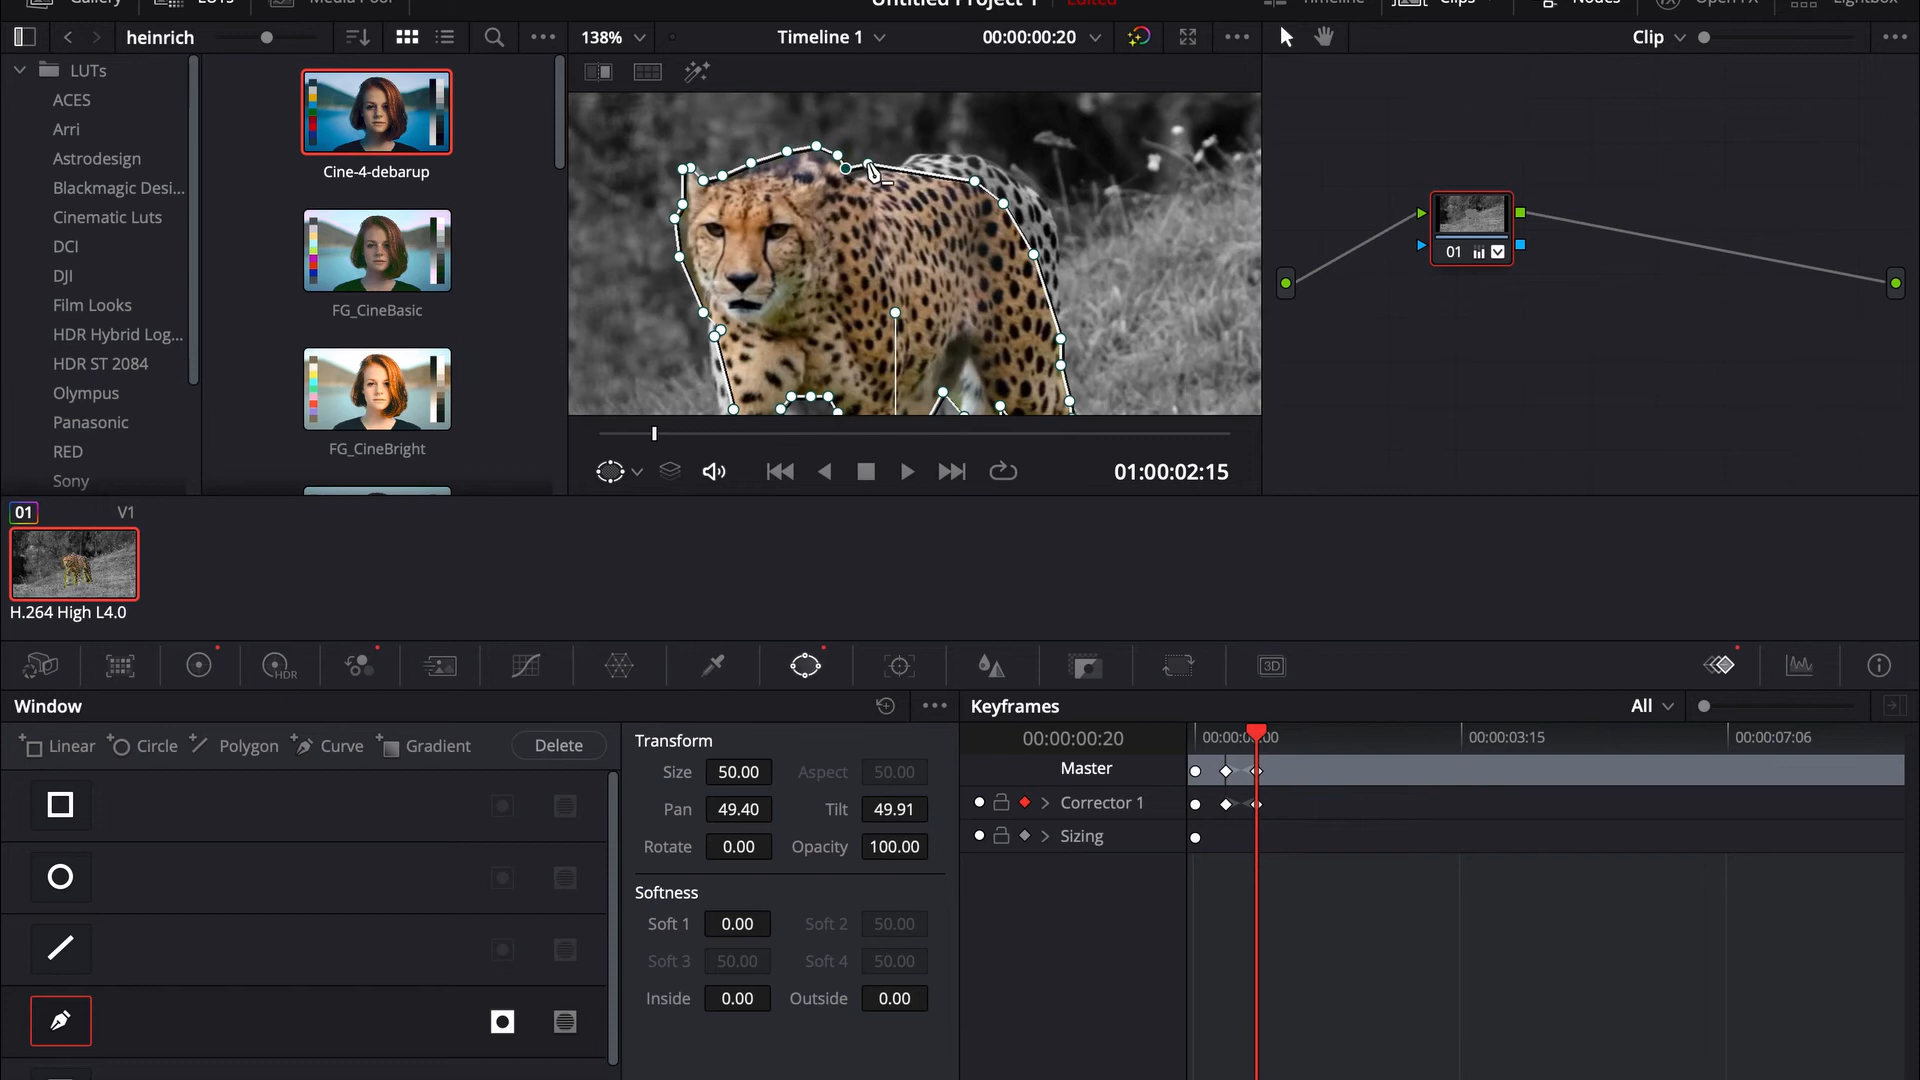 Gallery LUTs Media Pool Untitled Project 1 Edited Timeline Clips Nodes Open FX Lightbox
heinrich 138% Timeline 1 00:00:00:20 Clip
LUTs
ACES
Arri
Astrodesign
Blackmagic Desi...
Cinematic Luts
DCI
DJI
Film Looks
HDR Hybrid Log...
HDR ST 2084
Olympus
Panasonic
RED
Sony
Cine-4-debarup
FG_CineBasic
FG_CineBright
01
01:00:02:15
01 V1
H.264 High L4.0
HDR
3D
Window
Linear Circle Polygon Curve Gradient Delete
Transform
Size 50.00 Aspect 50.00
Pan 49.40 Tilt 49.91
Rotate 0.00 Opacity 100.00
Softness
Soft 1 0.00 Soft 2 50.00
Soft 3 50.00 Soft 4 50.00
Inside 0.00 Outside 0.00
Keyframes All
00:00:00:20 00:00:03:15 00:00:07:06
Master
Corrector 1
Sizing